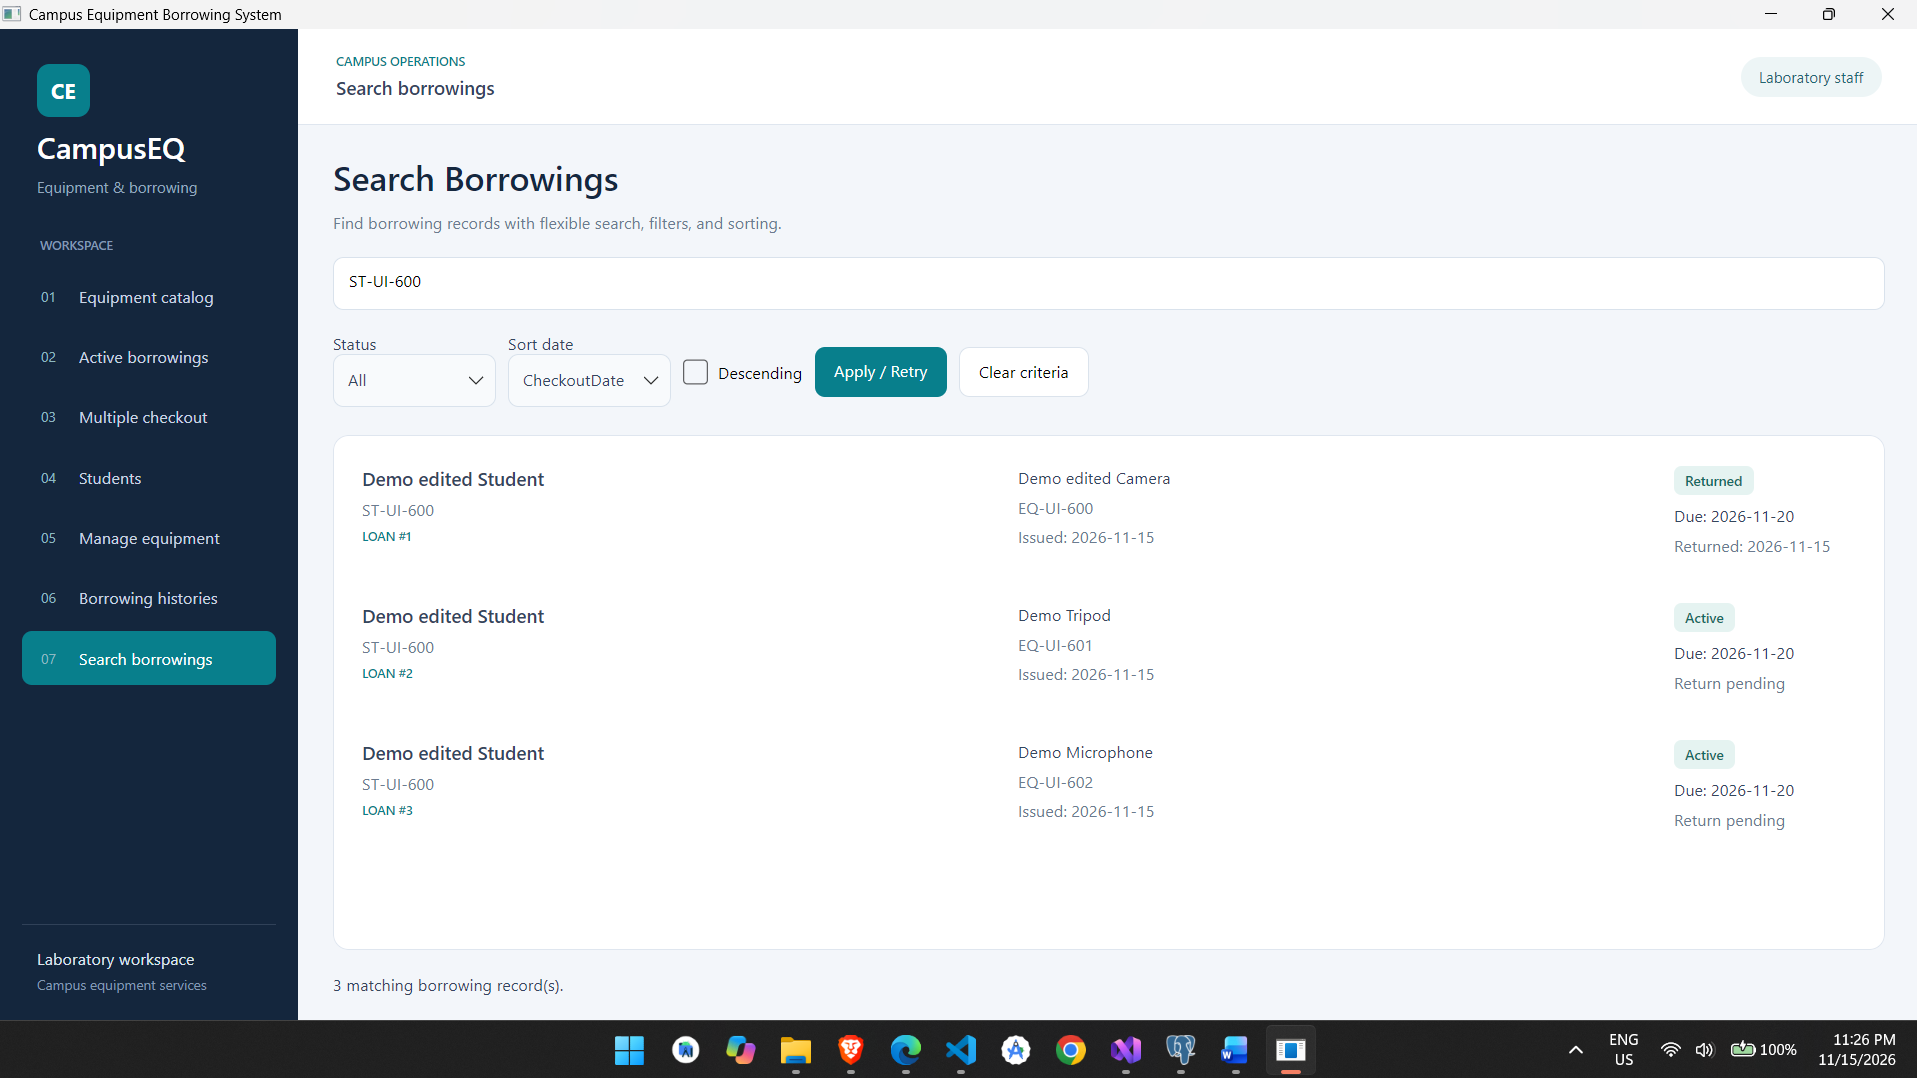 Campus Equipment Borrowing System
CE
CampusEQ
Equipment & borrowing
WORKSPACE
01 Equipment catalog
02 Active borrowings
03 Multiple checkout
04 Students
05 Manage equipment
06 Borrowing histories
07 Search borrowings
Laboratory workspace
Campus equipment services
CAMPUS OPERATIONS
Search borrowings
Laboratory staff
Search Borrowings
Find borrowing records with flexible search, filters, and sorting.
ST-UI-600
Status
All
Sort date
CheckoutDate
Descending
Apply / Retry
Clear criteria
Demo edited Student
ST-UI-600
LOAN #1
Demo edited Camera
EQ-UI-600
Issued: 2026-11-15
Returned
Due: 2026-11-20
Returned: 2026-11-15
Demo edited Student
ST-UI-600
LOAN #2
Demo Tripod
EQ-UI-601
Issued: 2026-11-15
Active
Due: 2026-11-20
Return pending
Demo edited Student
ST-UI-600
LOAN #3
Demo Microphone
EQ-UI-602
Issued: 2026-11-15
Active
Due: 2026-11-20
Return pending
3 matching borrowing record(s).
ENG
US
100%
11:26 PM
11/15/2026